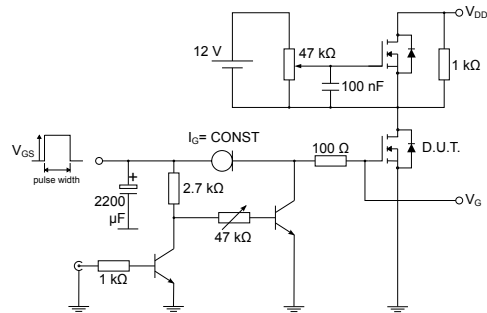 V_DD
12 V
47 kΩ
1 kΩ
100 nF
I_G= CONST
100 Ω
D.U.T.
V_GS
pulse width
+
2200
μF
2.7 kΩ
V_G
47 kΩ
1 kΩ